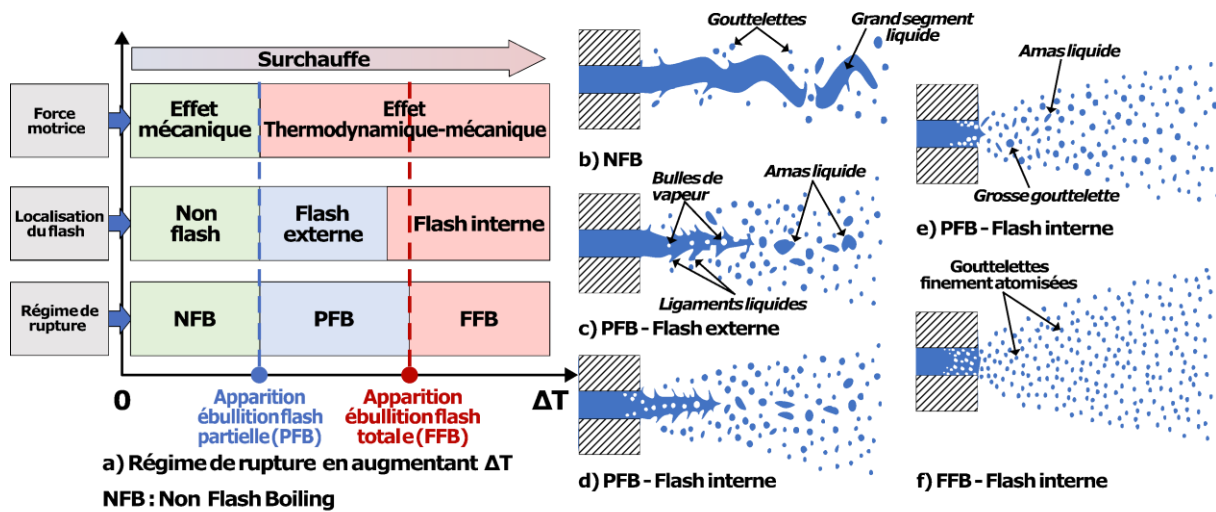 Surchauffe
Force
motrice
Effet
mécanique
Effet
Thermodynamique-mécanique
Localisation
du flash
Non
flash
Flash
externe
Flash interne
Régime de
rupture
NFB
PFB
FFB
0
ΔT
Apparition
ébullition flash
partielle (PFB)
Apparition
ébullition flash
totale (FFB)
a) Régime de rupture en augmentant ΔT
NFB : Non Flash Boiling
Gouttelettes
Grand segment
liquide
b) NFB
Bulles de
vapeur
Amas liquide
Ligaments liquides
c) PFB - Flash externe
d) PFB - Flash interne
Amas liquide
Grosse gouttelette
e) PFB - Flash interne
Gouttelettes
finement atomisées
f) FFB - Flash interne